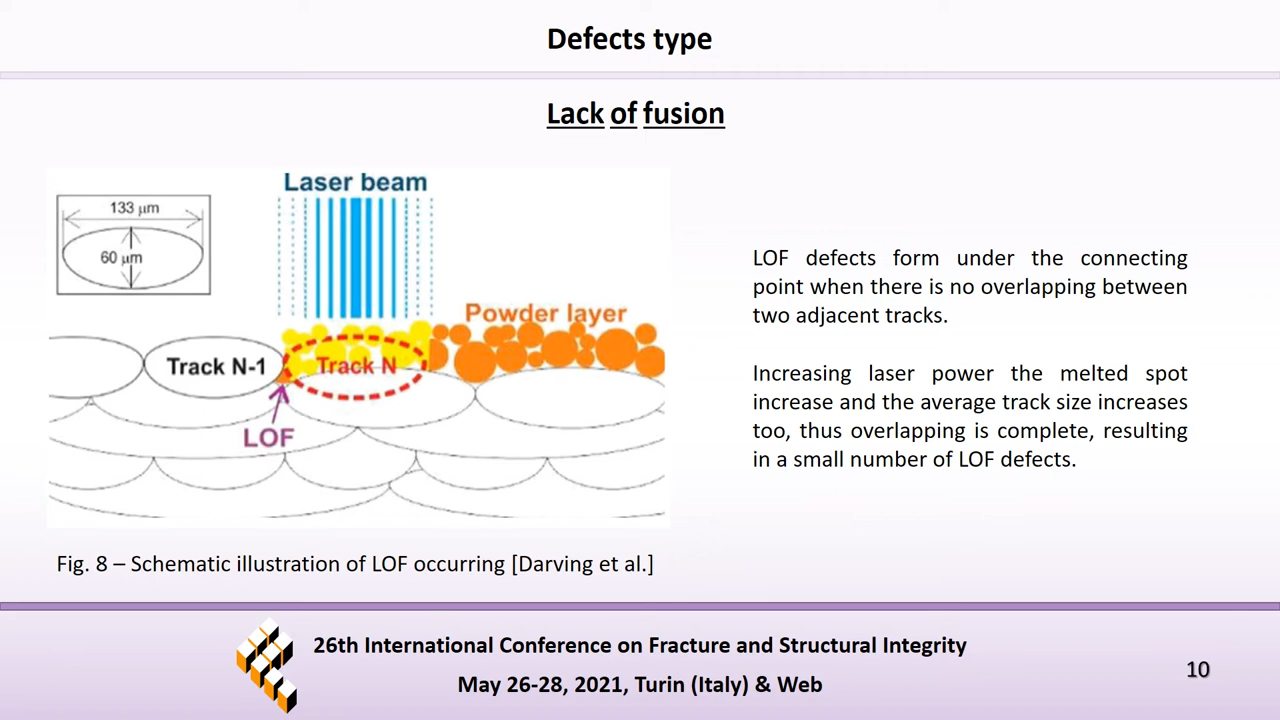 Defects type
Lack of fusion
Laser beam
133 μm
60 μm
Powder layer
Track N-1
Track N
LOF
LOF defects form under the connecting
point when there is no overlapping between
two adjacent tracks.
Increasing laser power the melted spot
increase and the average track size increases
too, thus overlapping is complete, resulting
in a small number of LOF defects.
Fig. 8 – Schematic illustration of LOF occurring [Darving et al.]
26th International Conference on Fracture and Structural Integrity
May 26-28, 2021, Turin (Italy) & Web
10